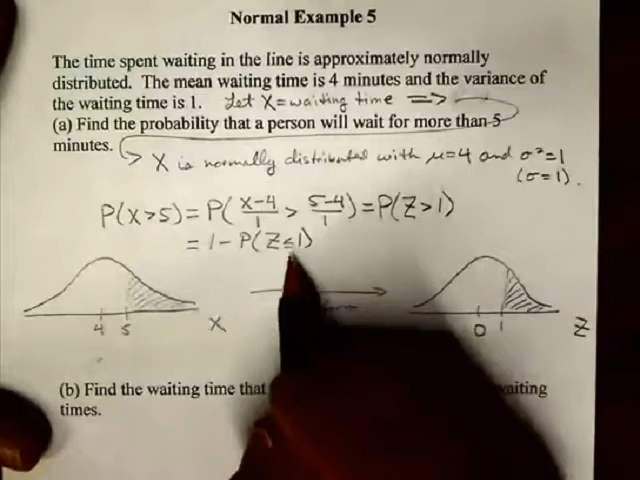 Normal Example 5
The time spent waiting in the line is approximately normally
distributed. The mean waiting time is 4 minutes and the variance of
the waiting time is 1. Let X=waiting time =>
(a) Find the probability that a person will wait for more than 5
minutes. X is normally distributed with μ=4 and σ²=1
(σ=1).
P(X>5)=P(X-4/1 > 5-4/1)=P(Z>1)
= 1-P(Z≤1)
4 5 X 0 1 Z
(b) Find the waiting time that waiting
times.